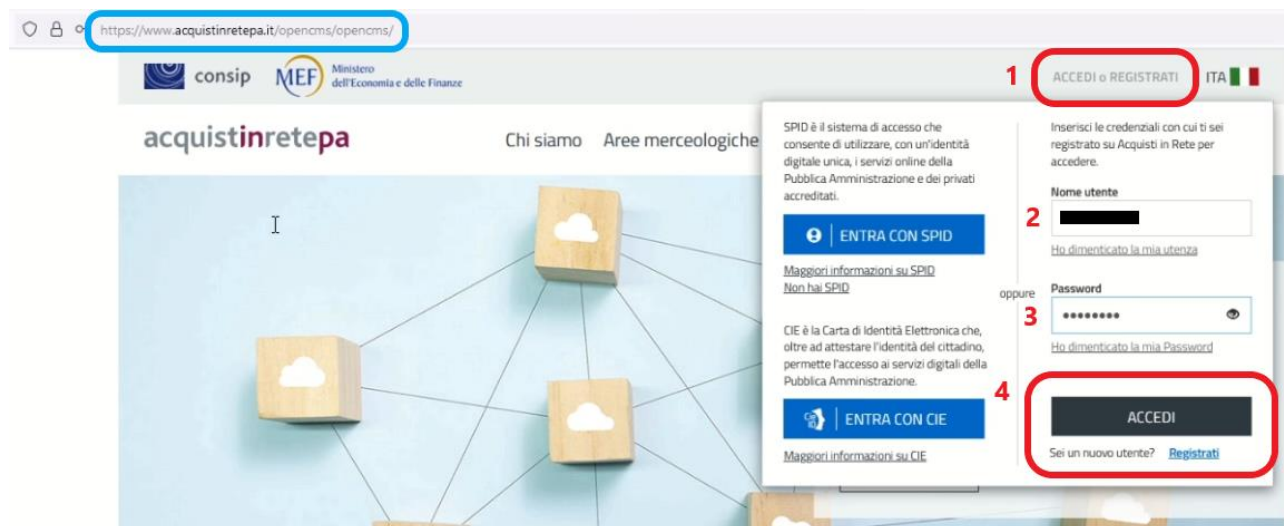 https://www.acquistinretepa.it/opencms/opencms/
consip
MEF
Ministero
dell'Economia e delle Finanze
1
ACCEDI o REGISTRATI
ITA
acquistinretepa
Chi siamo
Aree merceologiche
SPID è il sistema di accesso che
consente di utilizzare, con un'identità
digitale unica, i servizi online della
Pubblica Amministrazione e dei privati
accreditati.
ENTRA CON SPID
Maggiori informazioni su SPID
Non hai SPID
CIE è la Carta di Identità Elettronica che,
oltre ad attestare l'identità del cittadino,
permette l'accesso ai servizi digitali della
Pubblica Amministrazione.
ENTRA CON CIE
Maggiori informazioni su CIE
oppure
Inserisci le credenziali con cui ti sei
registrato su Acquisti in Rete per
accedere.
Nome utente
2
Ho dimenticato la mia utenza
Password
3
Ho dimenticato la mia Password
4
ACCEDI
Sei un nuovo utente? Registrati